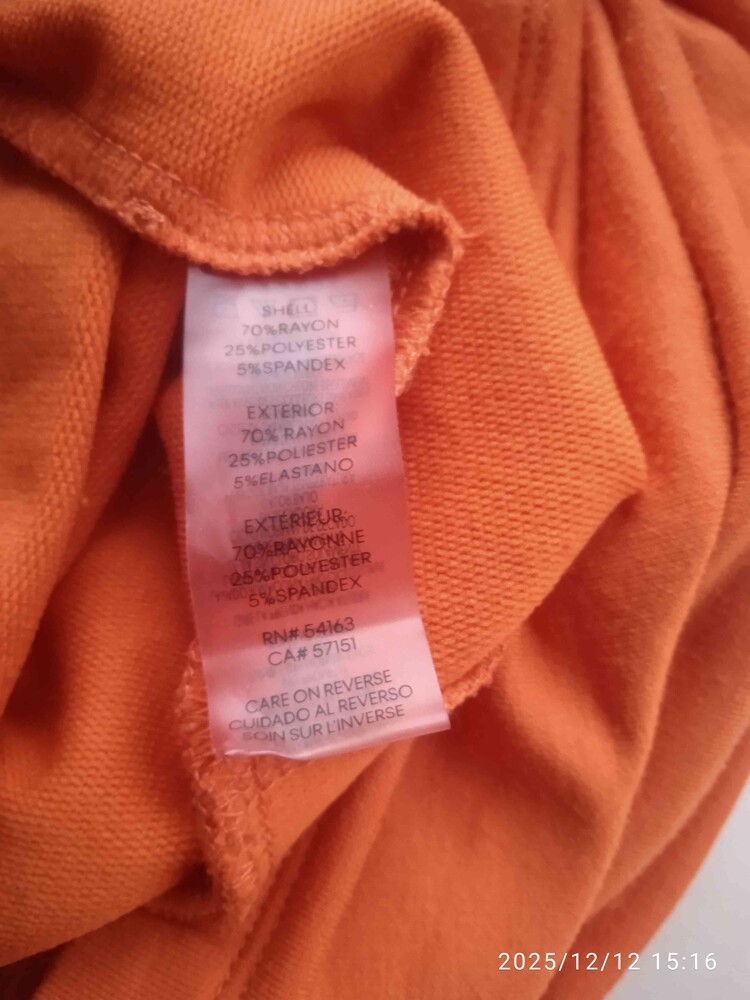 SHELL
70%RAYON
25%POLYESTER
5%SPANDEX
EXTERIOR
70% RAYON
25%POLIESTER
5%ELASTANO
EXTÉRIEUR
70%RAYONNE
25%POLYESTER
5%SPANDEX
RN# 54163
CA# 57151
CARE ON REVERSE
CUIDADO AL REVERSO
SOIN SUR L'INVERSE
2025/12/12 15:16